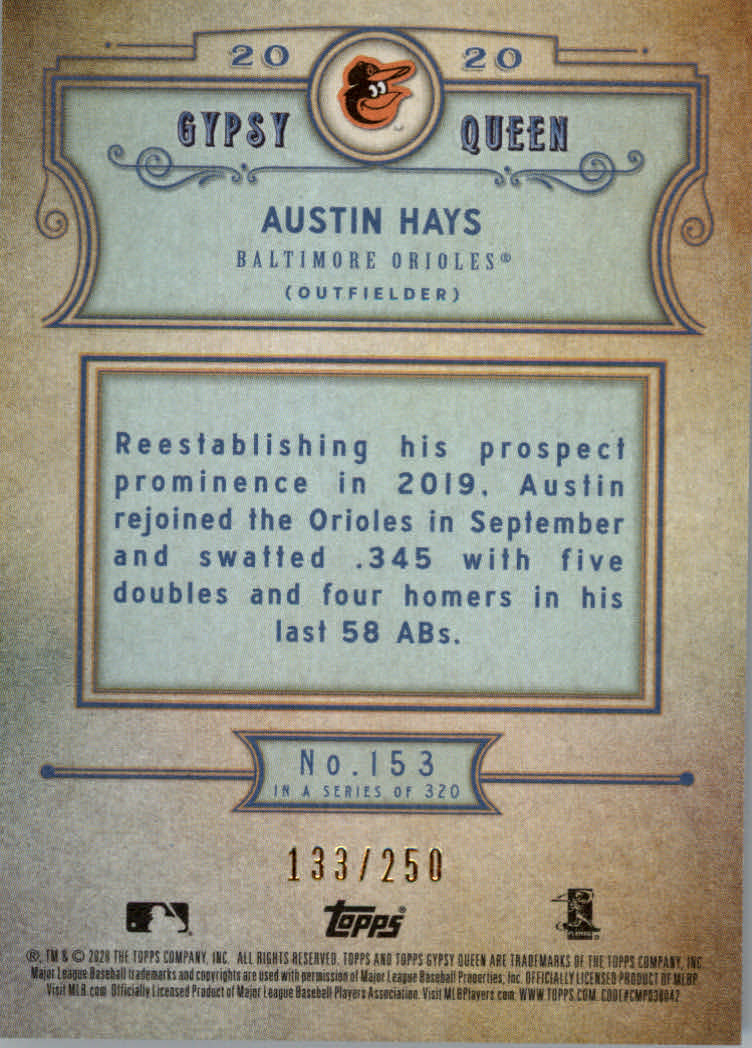 20 20
GYPSY QUEEN
AUSTIN HAYS
BALTIMORE ORIOLES®
(OUTFIELDER)
Reestablishing his prospect
prominence in 2019, Austin
rejoined the Orioles in September
and swatted .345 with five
doubles and four homers in his
last 58 ABs.
No.153
IN A SERIES OF 320
133/250
topps®
®, TM & © 2020 THE TOPPS COMPANY, INC. ALL RIGHTS RESERVED. TOPPS AND TOPPS GYPSY QUEEN ARE TRADEMARKS OF THE TOPPS COMPANY, INC.
Major League Baseball trademarks and copyrights are used with permission of Major League Baseball Properties, Inc. OFFICIALLY LICENSED PRODUCT OF MLBP
Visit MLB.com Officially Licensed Product of Major League Baseball Players Association. Visit MLBPlayers.com WWW.TOPPS.COM. CODE#CMP038042